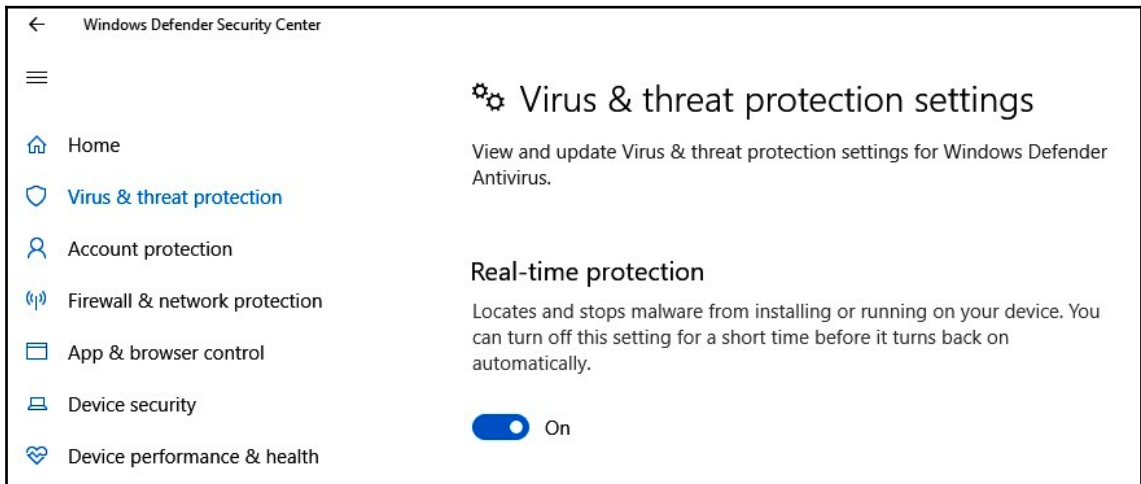 Windows Defender Security Center
Home
Virus & threat protection
Account protection
Firewall & network protection
App & browser control
Device security
Device performance & health
Virus & threat protection settings
View and update Virus & threat protection settings for Windows Defender
Antivirus.
Real-time protection
Locates and stops malware from installing or running on your device. You
can turn off this setting for a short time before it turns back on
automatically.
On